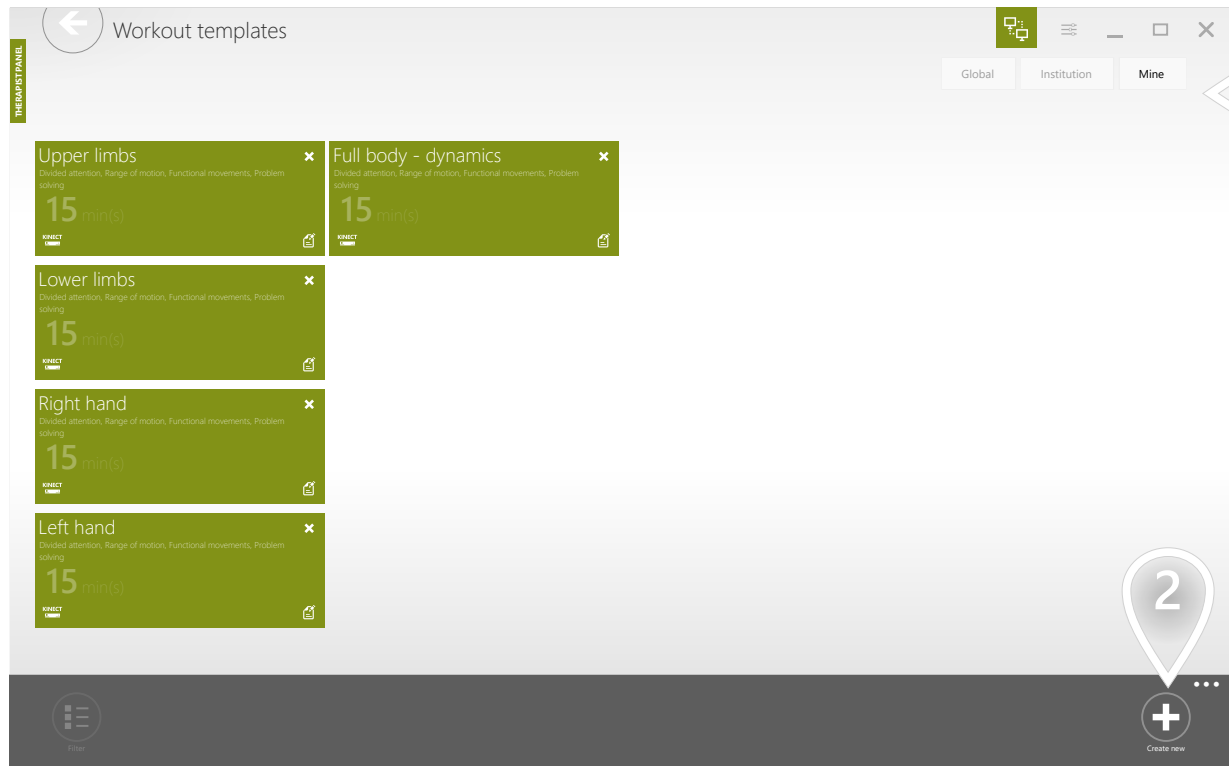 Workout templates
THERAPIST PANEL
Global
Institution
Mine
Upper limbs
Divided attention, Range of motion, Functional movements, Problem
solving
15 min(s)
KINECT
Full body - dynamics
Divided attention, Range of motion, Functional movements, Problem
solving
15 min(s)
KINECT
Lower limbs
Divided attention, Range of motion, Functional movements, Problem
solving
15 min(s)
KINECT
Right hand
Divided attention, Range of motion, Functional movements, Problem
solving
15 min(s)
KINECT
Left hand
Divided attention, Range of motion, Functional movements, Problem
solving
15 min(s)
KINECT
2
Filter
Create new